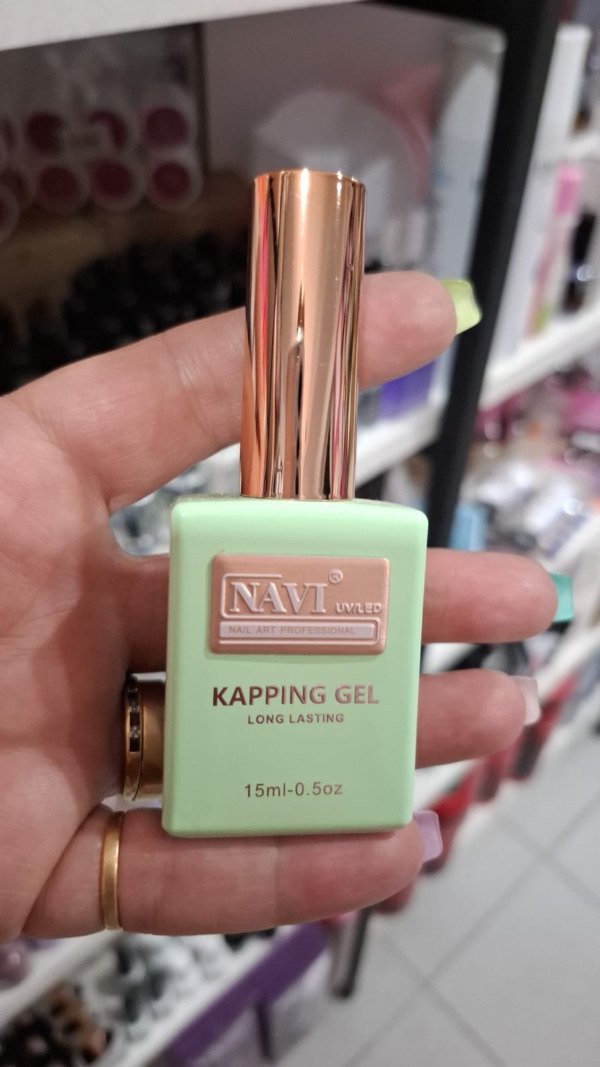 NAVI®
UV/LED
NAIL ART PROFESSIONAL
KAPPING GEL
LONG LASTING
15ml-0.5oz